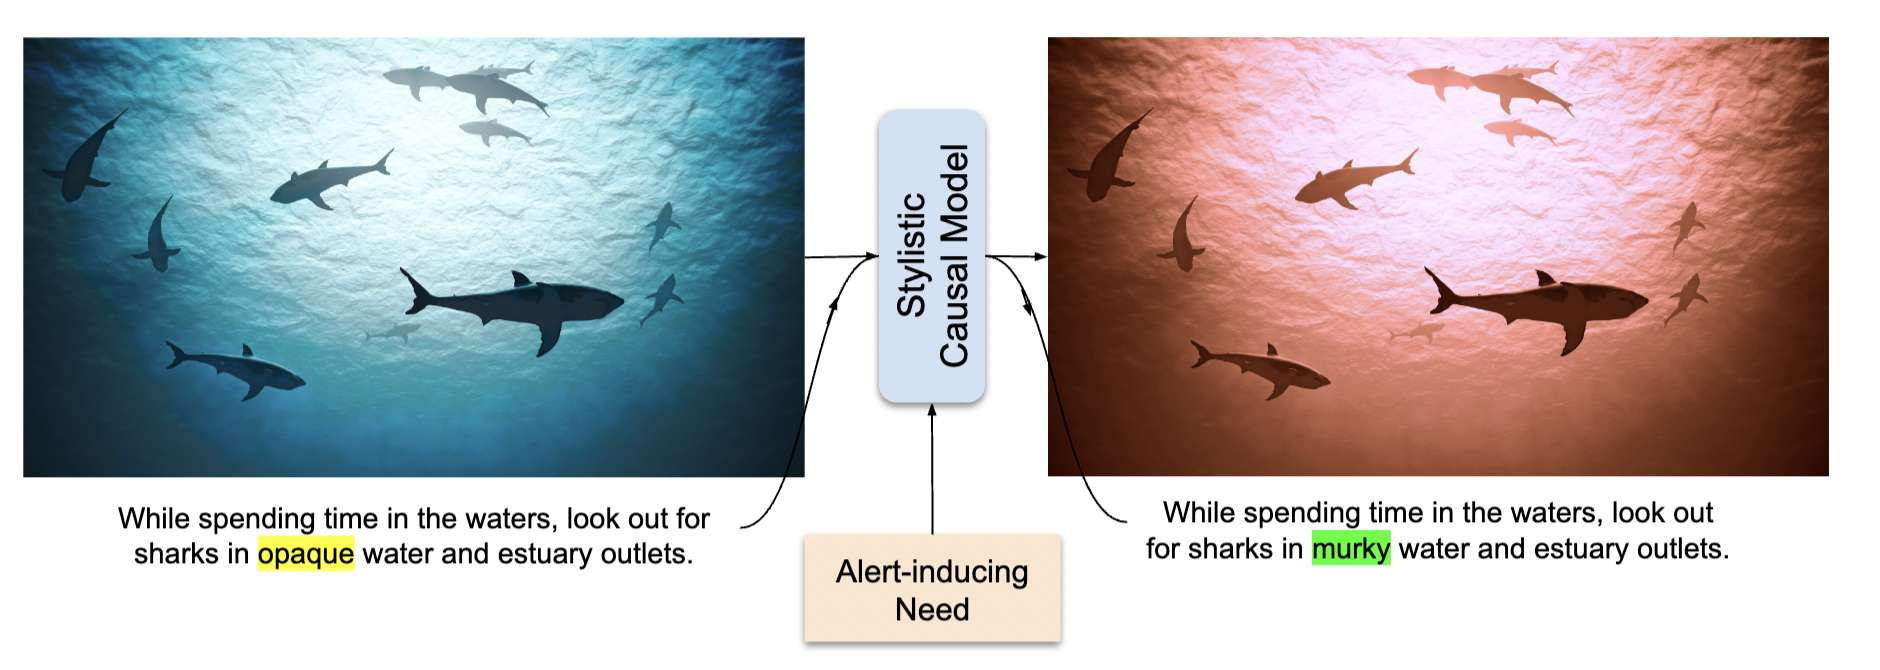 Stylistic
Causal Model
While spending time in the waters, look out for
sharks in opaque water and estuary outlets.
Alert-inducing
Need
While spending time in the waters, look out
for sharks in murky water and estuary outlets.